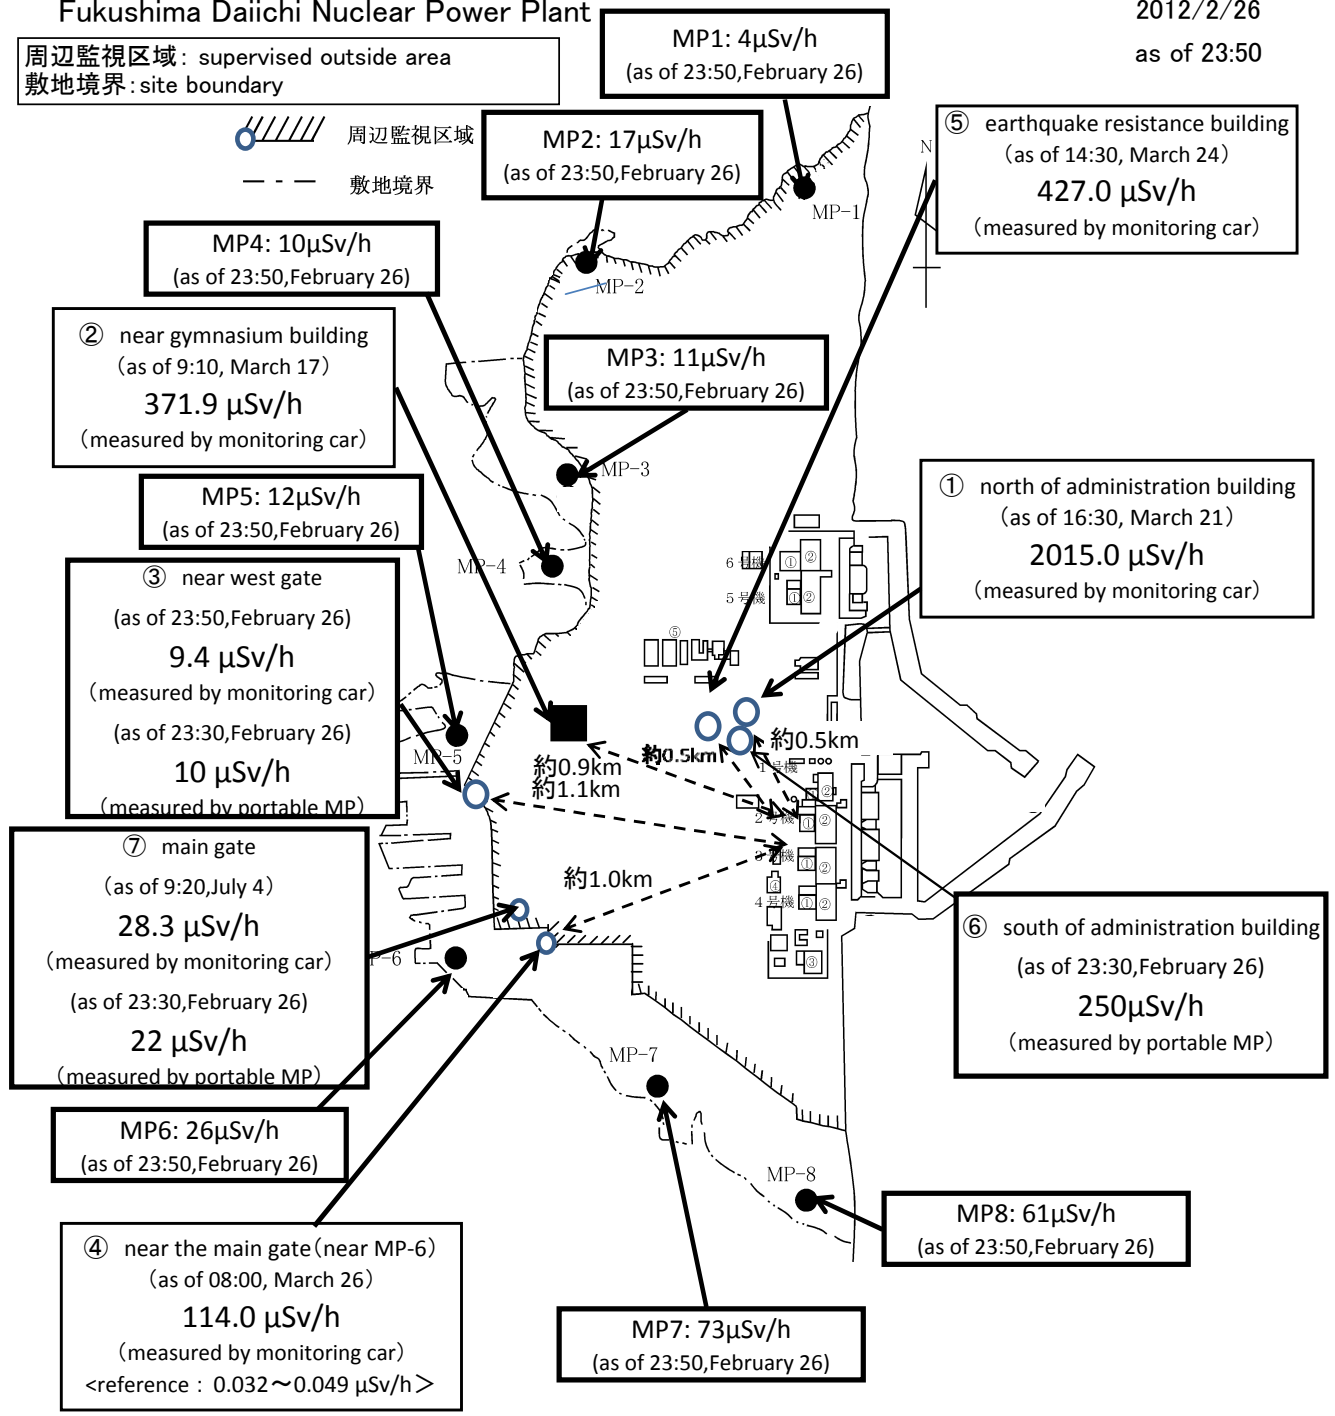 Fukushima Daiichi Nuclear Power Plant
2012/2/26
as of 23:50
周辺監視区域: supervised outside area
敷地境界:site boundary
周辺監視区域
敷地境界
MP1: 4μSv/h
(as of 23:50,February 26)
MP2: 17μSv/h
(as of 23:50,February 26)
⑤ earthquake resistance building
(as of 14:30, March 24)
427.0 μSv/h
(measured by monitoring car)
N
MP-1
MP4: 10μSv/h
(as of 23:50,February 26)
MP-2
② near gymnasium building
(as of 9:10, March 17)
371.9 μSv/h
(measured by monitoring car)
MP3: 11μSv/h
(as of 23:50,February 26)
MP-3
MP5: 12μSv/h
(as of 23:50,February 26)
① north of administration building
(as of 16:30, March 21)
2015.0 μSv/h
(measured by monitoring car)
MP-4
6号機
① ②
5号機
① ②
⑤
③ near west gate
(as of 23:50,February 26)
9.4 μSv/h
(measured by monitoring car)
(as of 23:30,February 26)
10 μSv/h
(measured by portable MP)
MP-5
約0.9km
約1.1km
約0.5km
約0.5km
1号機
②
2号機
① ②
3号機
① ②
④
4号機
① ②
③
約1.0km
⑦ main gate
(as of 9:20,July 4)
28.3 μSv/h
(measured by monitoring car)
(as of 23:30,February 26)
22 μSv/h
(measured by portable MP)
P-6
⑥ south of administration building
(as of 23:30,February 26)
250μSv/h
(measured by portable MP)
MP-7
MP6: 26μSv/h
(as of 23:50,February 26)
MP-8
MP8: 61μSv/h
(as of 23:50,February 26)
④ near the main gate(near MP-6)
(as of 08:00, March 26)
114.0 μSv/h
(measured by monitoring car)
<reference : 0.032～0.049 μSv/h＞
MP7: 73μSv/h
(as of 23:50,February 26)